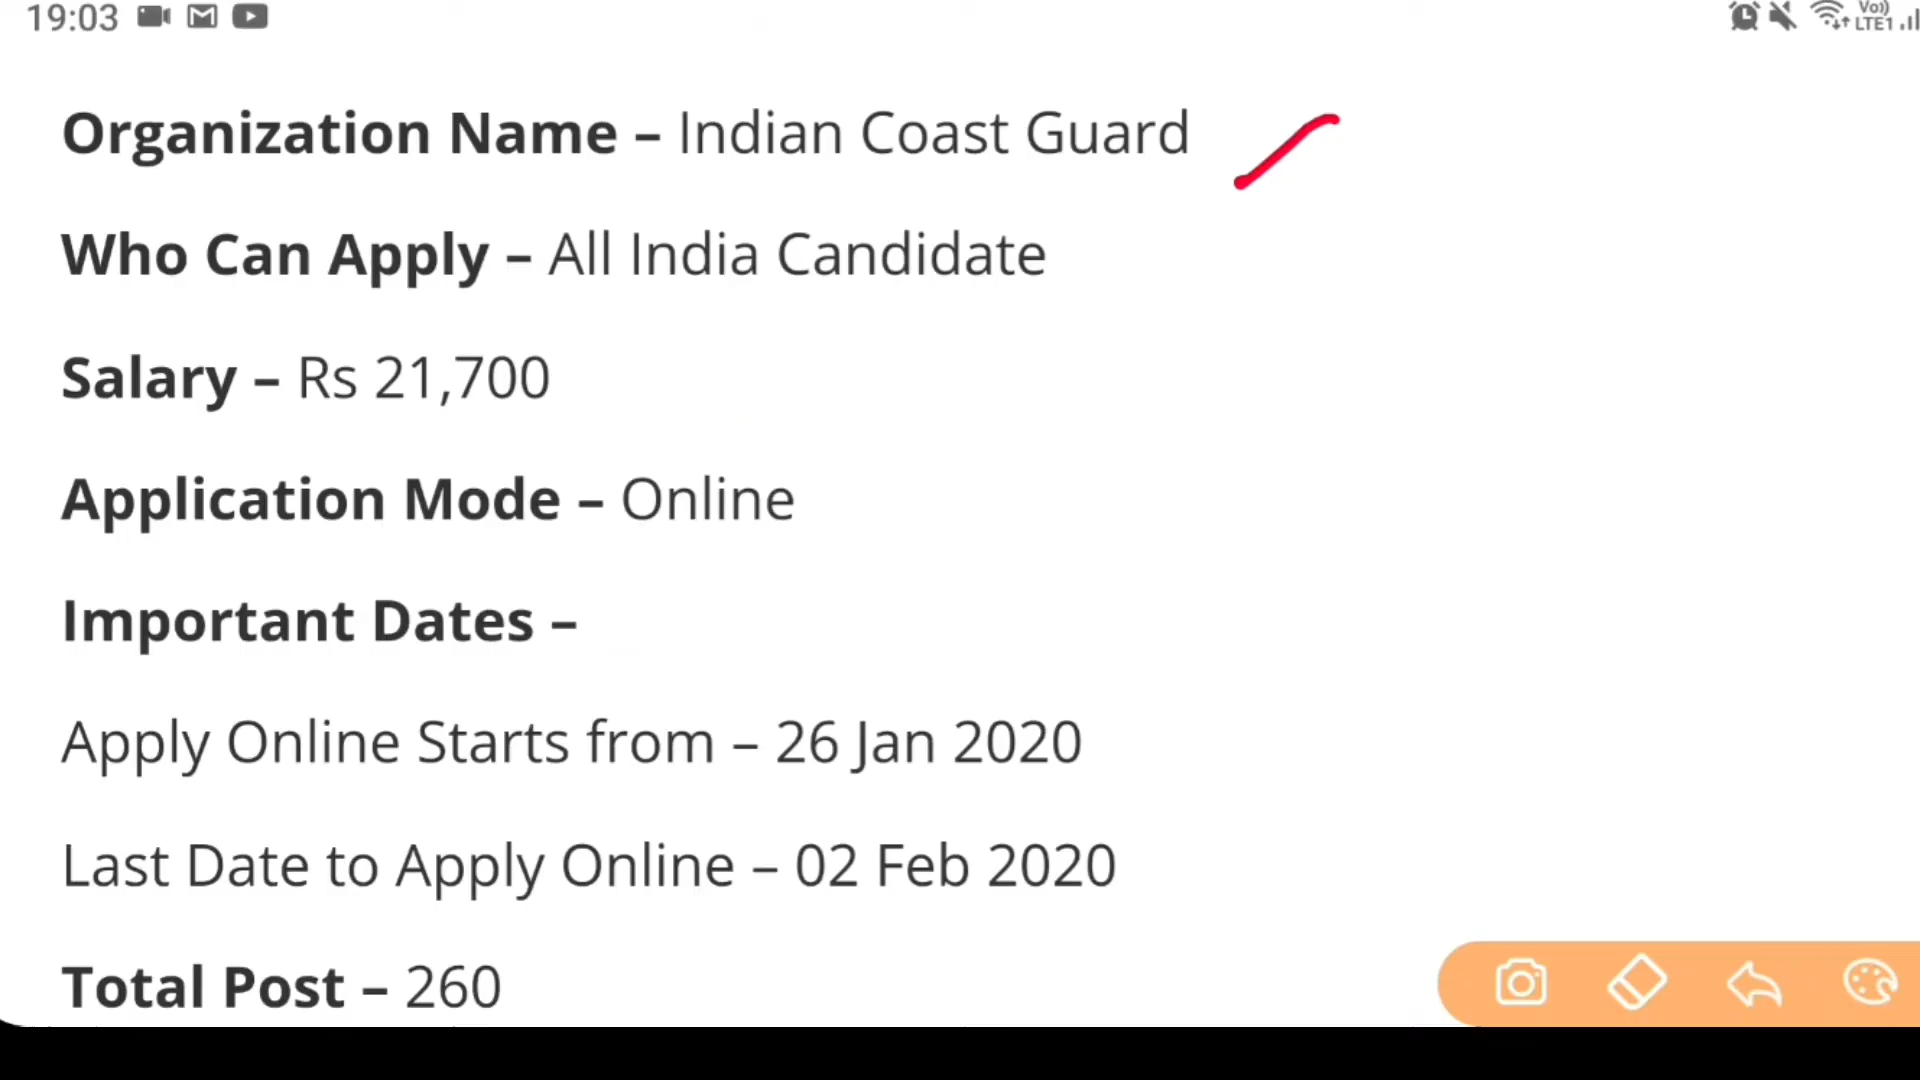 19:03
Vo))
LTE1
Organization Name – Indian Coast Guard
Who Can Apply – All India Candidate
Salary – Rs 21,700
Application Mode – Online
Important Dates –
Apply Online Starts from – 26 Jan 2020
Last Date to Apply Online – 02 Feb 2020
Total Post – 260